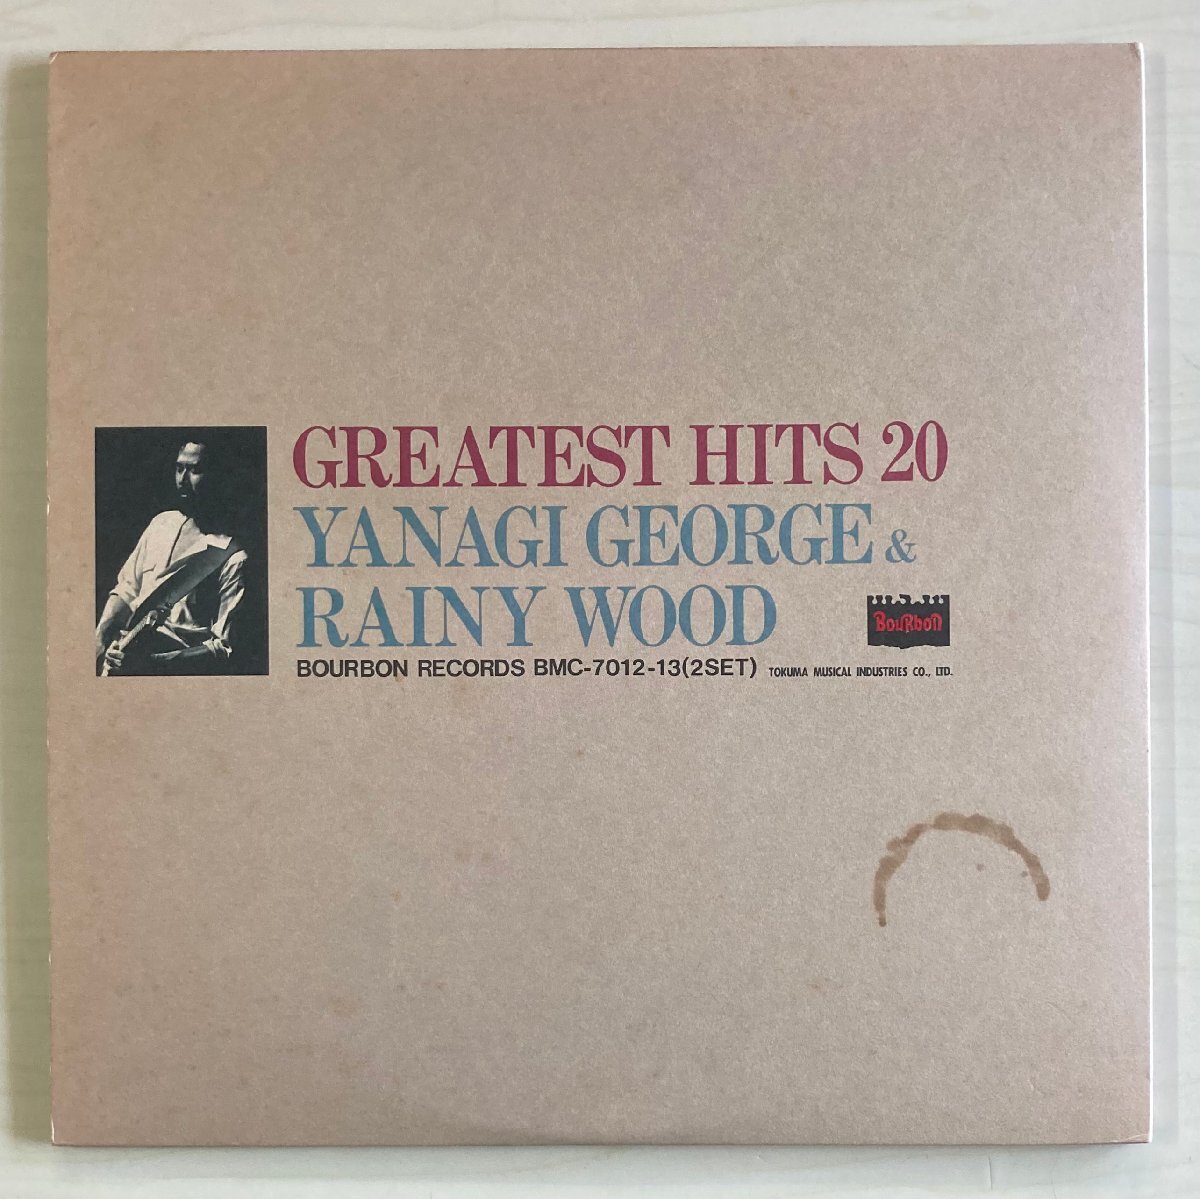 GREATEST HITS 20
YANAGI GEORGE &
RAINY WOOD
BouRboN
BOURBON RECORDS BMC-7012-13(2SET) TOKUMA MUSICAL INDUSTRIES CO., LTD.